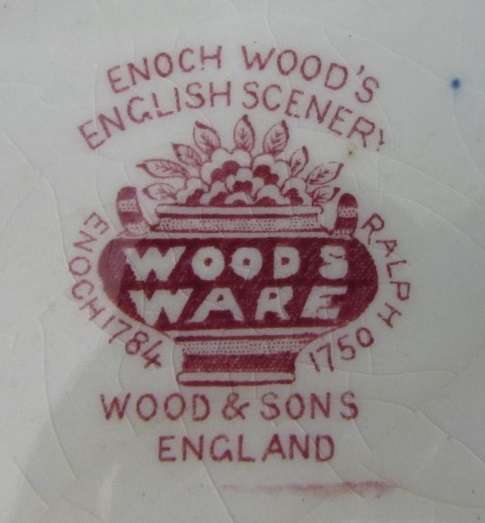 ENOCH WOOD'S
ENGLISH SCENERY
WOODS
WARE
ENOCH 1784
RALPH 1750
WOOD & SONS
ENGLAND